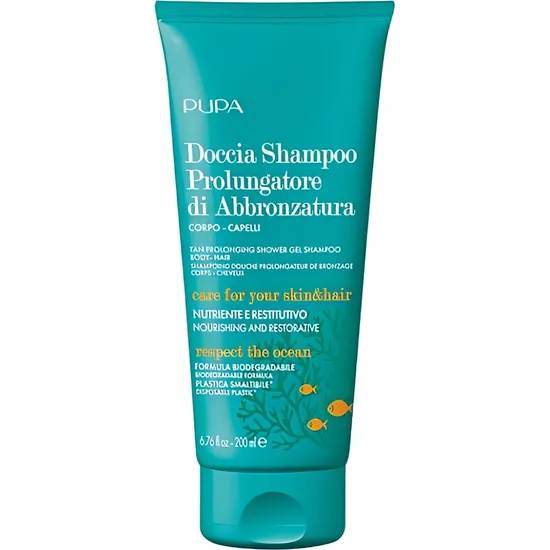 PUPA
Doccia Shampoo
Prolungatore
di Abbronzatura
CORPO - CAPELLI
TAN PROLONGING SHOWER GEL SHAMPOO
BODY - HAIR
SHAMPOOING DOUCHE PROLONGATEUR DE BRONZAGE
CORPS - CHEVEUX
care for your skin&hair
NUTRIENTE E RESTITUTIVO
NOURISHING AND RESTORATIVE
respect the ocean
FORMULA BIODEGRADABILE
BIODEGRADABLE FORMULA
PLASTICA SMALTIBILE*
DISPOSABLE PLASTIC*
6.76 fl.oz - 200 ml ℮